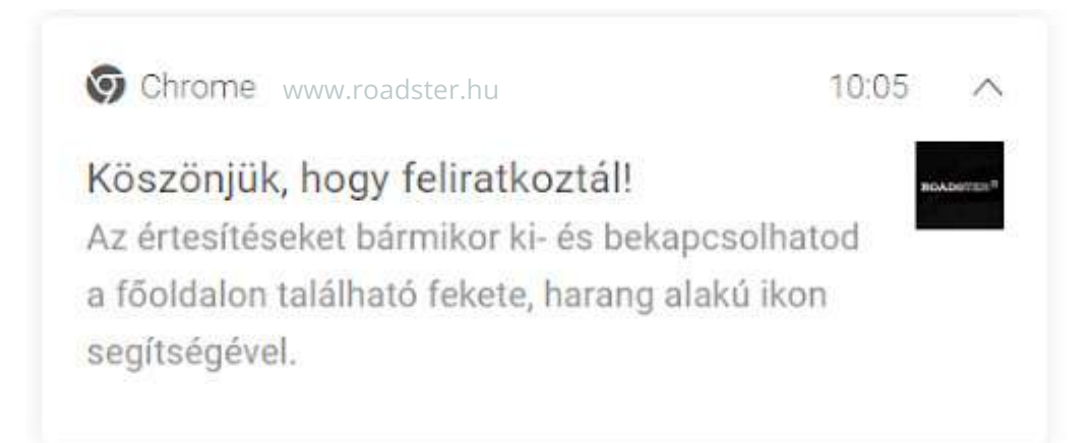 Chrome www.roadster.hu 10:05
Köszönjük, hogy feliratkoztál!
ROADSTER
Az értesítéseket bármikor ki- és bekapcsolhatod
a főoldalon található fekete, harang alakú ikon
segítségével.